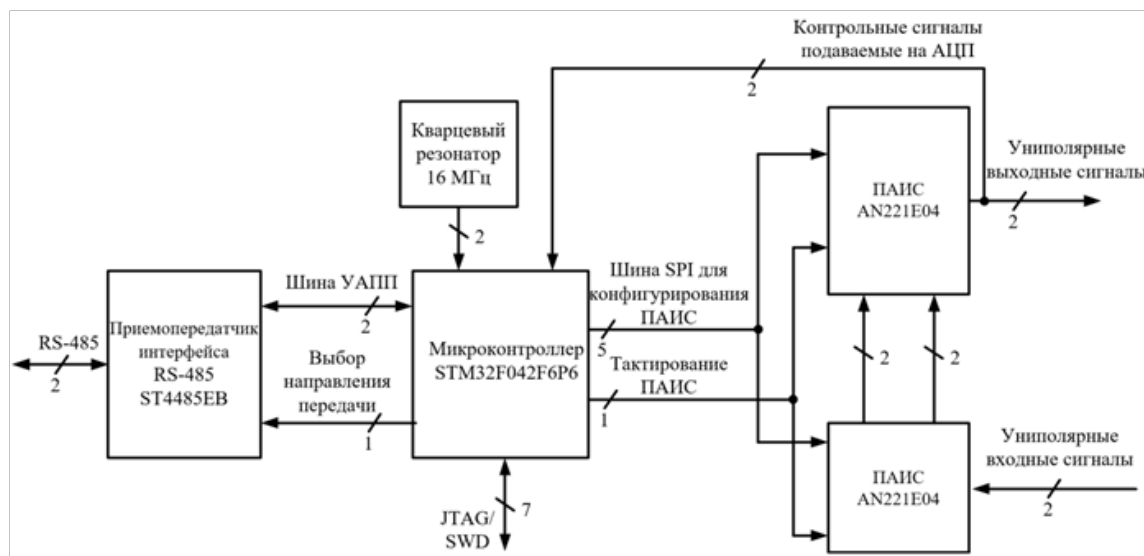 Контрольные сигналы
подаваемые на АЦП
2
Кварцевый
резонатор
16 МГц
2
ПАИС
AN221E04
Униполярные
выходные сигналы
2
Шина УАПП
2
Шина SPI для
конфигурирования
ПАИС
5
RS-485
2
Приемопередатчик
интерфейса
RS-485
ST4485EB
Выбор
направления
передачи
1
Микроконтроллер
STM32F042F6P6
Тактирование
ПАИС
1
2
2
ПАИС
AN221E04
Униполярные
входные сигналы
2
JTAG/
SWD
7